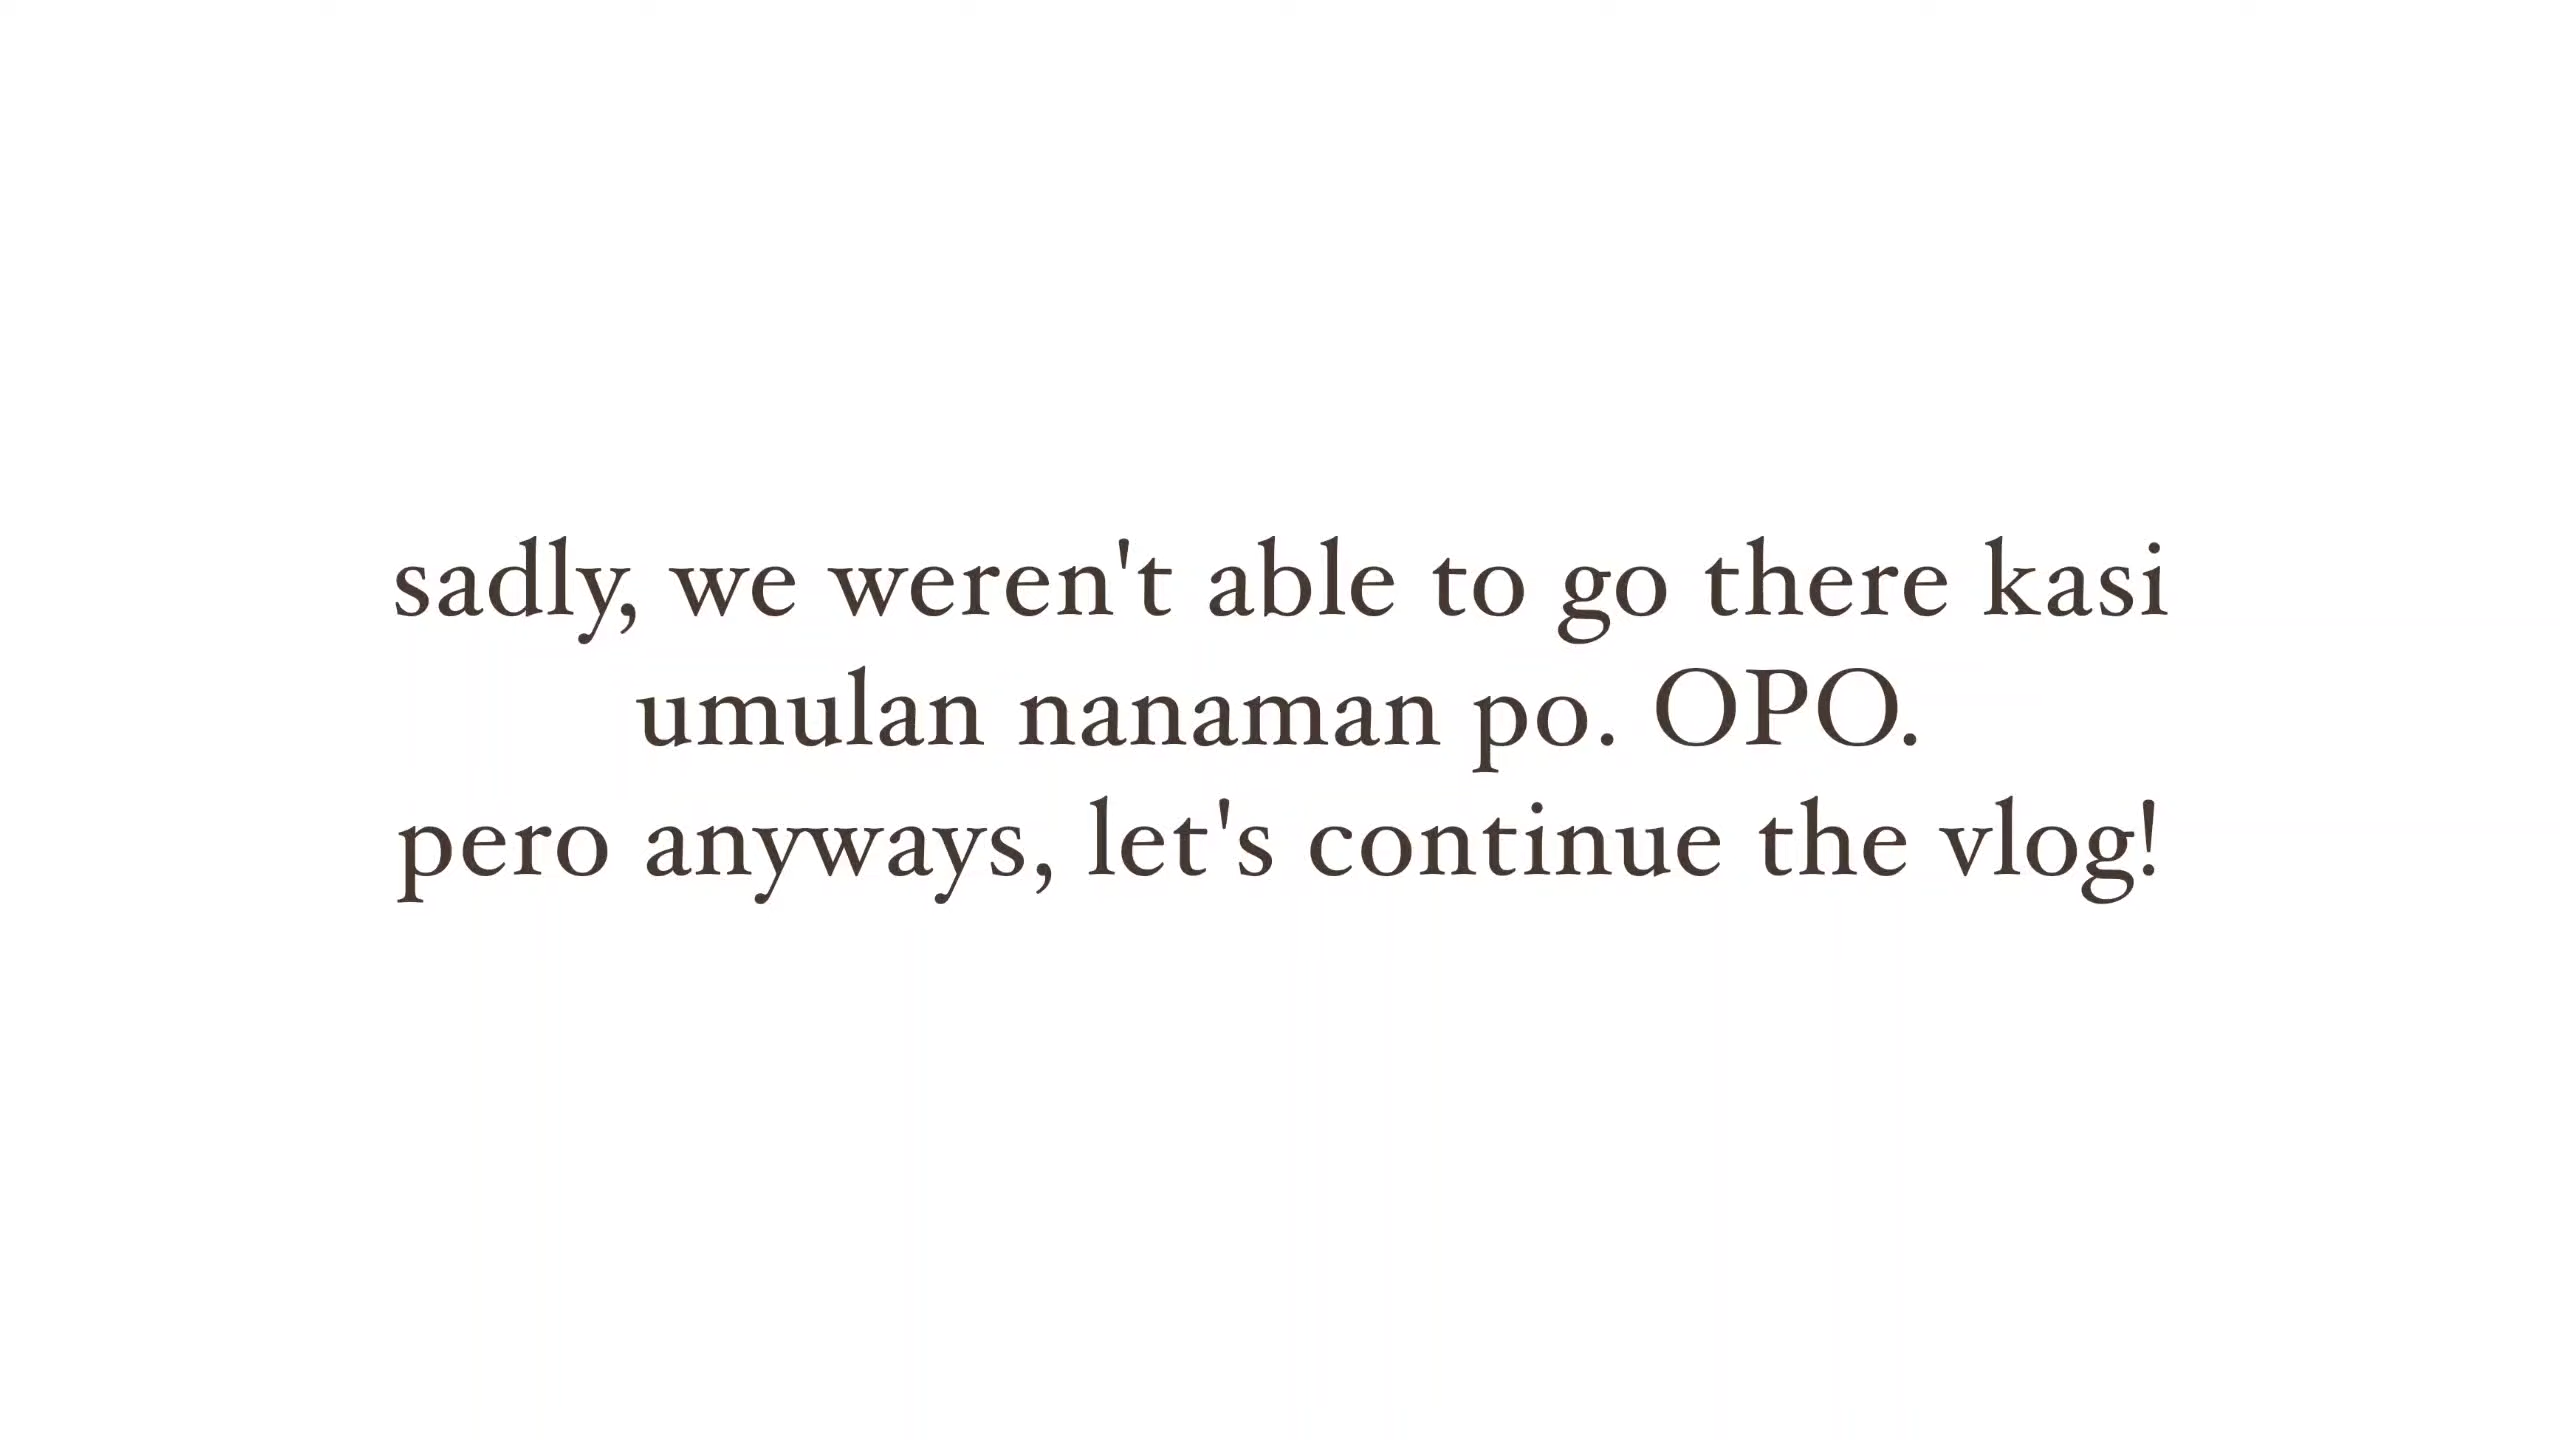 sadly, we weren't able to go there kasi
umulan nanaman po. OPO.
pero anyways, let's continue the vlog!